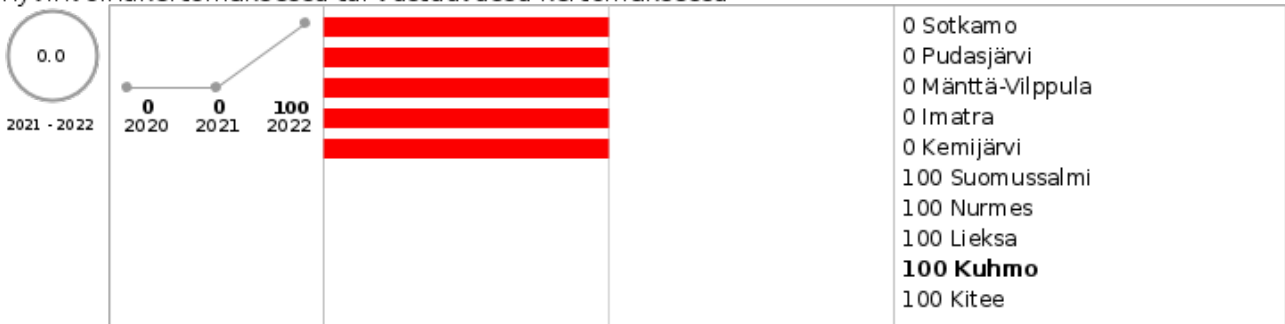 0.0
2021 - 2022
0 0 100
2020 2021 2022
0 Sotkamo
0 Pudasjärvi
0 Mänttä-Vilppula
0 Imatra
0 Kemijärvi
100 Suomussalmi
100 Nurmes
100 Lieksa
100 Kuhmo
100 Kitee